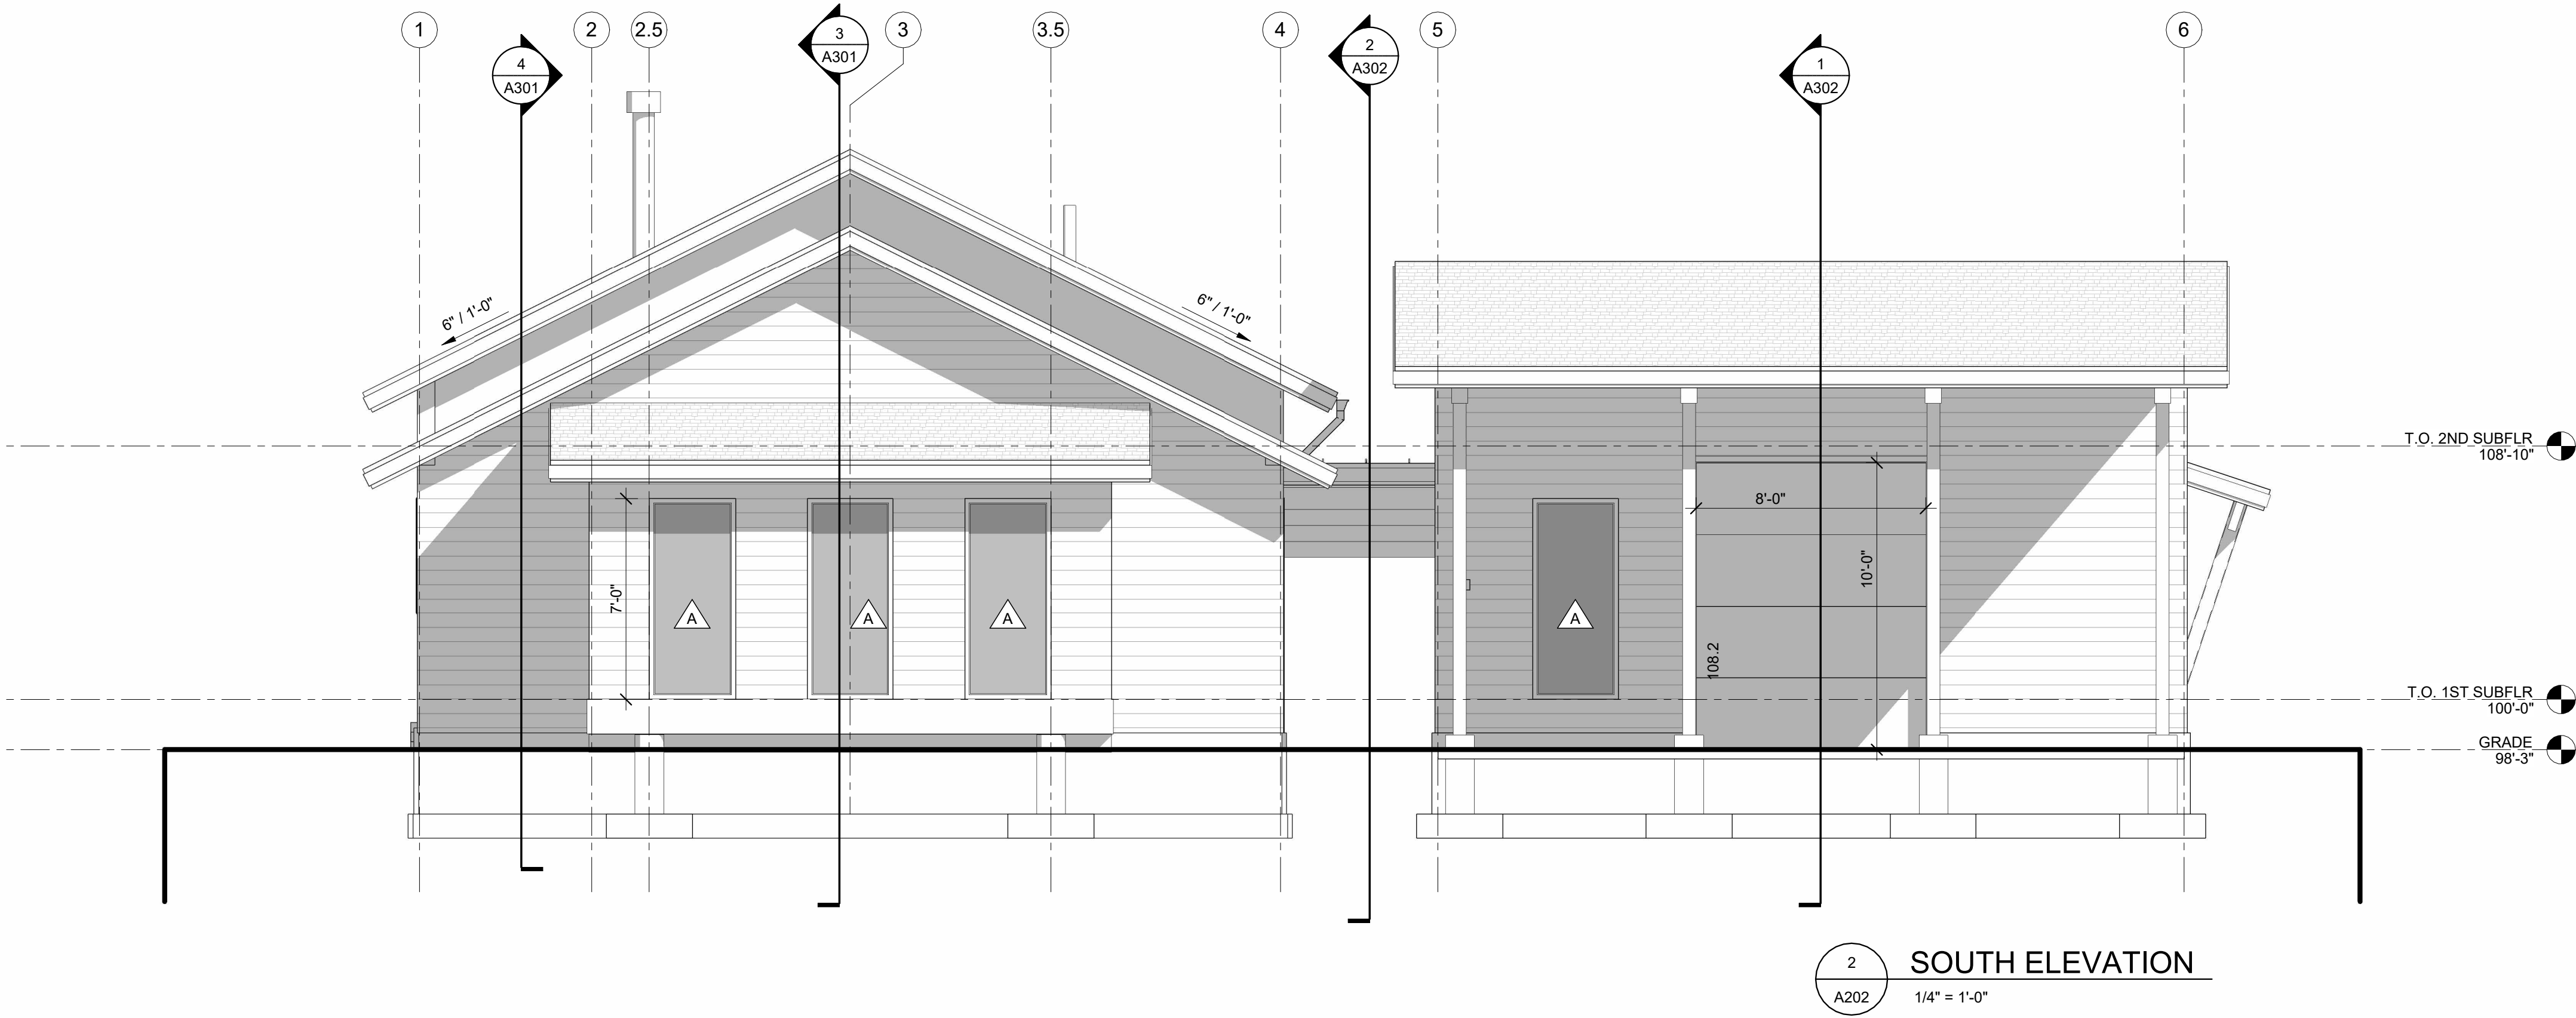 1
2
2.5
3
3.5
4
5
6
4
A301
3
A301
2
A302
1
A302
6" / 1'-0"
6" / 1'-0"
T.O. 2ND SUBFLR
108'-10"
8'-0"
10'-0"
7'-0"
A
A
A
A
108.2
T.O. 1ST SUBFLR
100'-0"
GRADE
98'-3"
2
A202
SOUTH ELEVATION
1/4" = 1'-0"